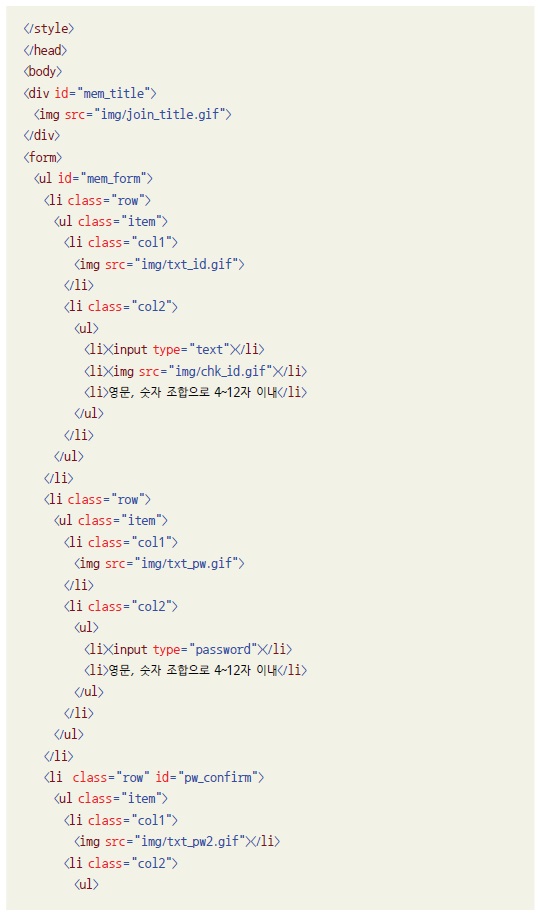 </style>
</head>
<body>
<div id="mem_title">
<img src="img/join_title.gif">
</div>
<form>
<ul id="mem_form">
<li class="row">
<ul class="item">
<li class="col1">
<img src="img/txt_id.gif">
</li>
<li class="col2">
<ul>
<li><input type="text"></li>
<li><img src="img/chk_id.gif"></li>
<li>영문, 숫자 조합으로 4~12자 이내</li>
</ul>
</li>
</ul>
</li>
<li class="row">
<ul class="item">
<li class="col1">
<img src="img/txt_pw.gif">
</li>
<li class="col2">
<ul>
<li><input type="password"></li>
<li>영문, 숫자 조합으로 4~12자 이내</li>
</ul>
</li>
</ul>
</li>
<li class="row" id="pw_confirm">
<ul class="item">
<li class="col1">
<img src="img/txt_pw2.gif"></li>
<li class="col2">
<ul>